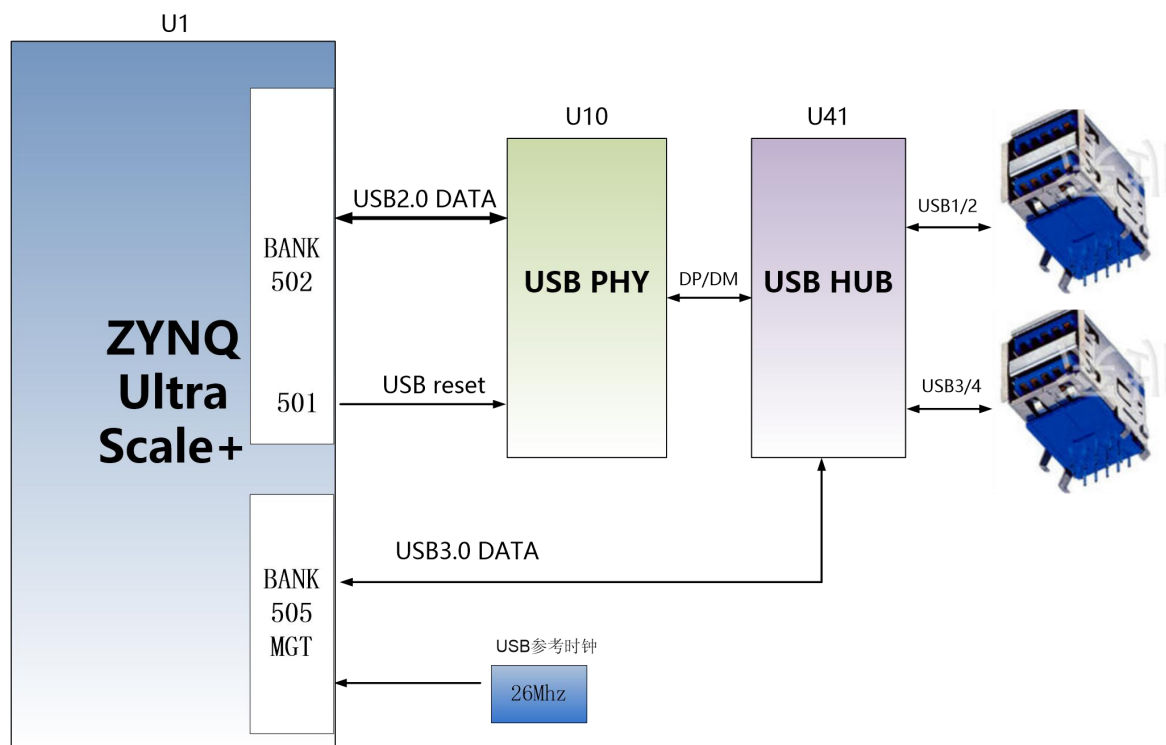 U1
U10
U41
USB2.0 DATA
USB1/2
BANK
502
USB PHY
DP/DM
USB HUB
ZYNQ
Ultra
Scale+
501
USB reset
USB3/4
USB3.0 DATA
BANK
505
MGT
USB参考时钟
26Mhz